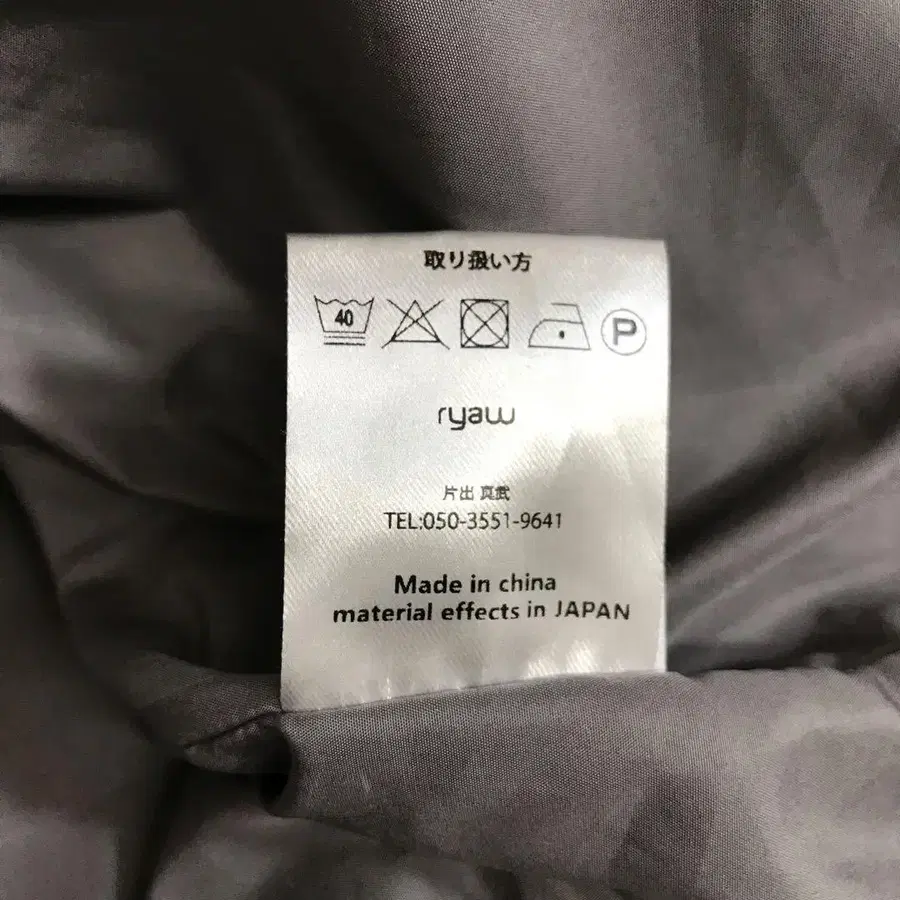 取り扱い方
40
P
ryaw
片出 真武
TEL:050-3551-9641
Made in china
material effects in JAPAN